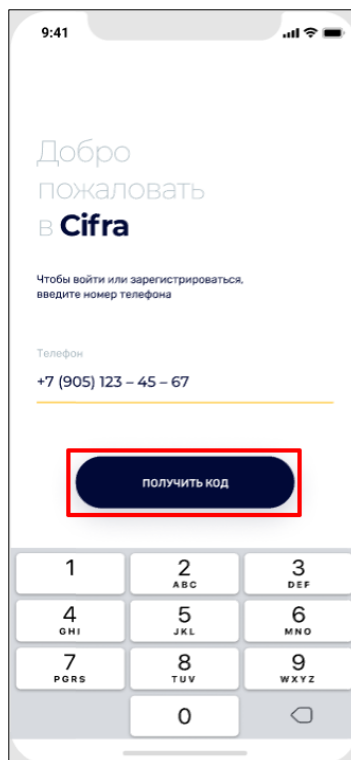 9:41
Добро
пожаловать
в Cifra
Чтобы войти или зарегистрироваться,
введите номер телефона
Телефон
+7 (905) 123 – 45 – 67
ПОЛУЧИТЬ КОД
1 2 3
ABC DEF
4 5 6
GHI JKL MNO
7 8 9
PGRS TUV WXYZ
0